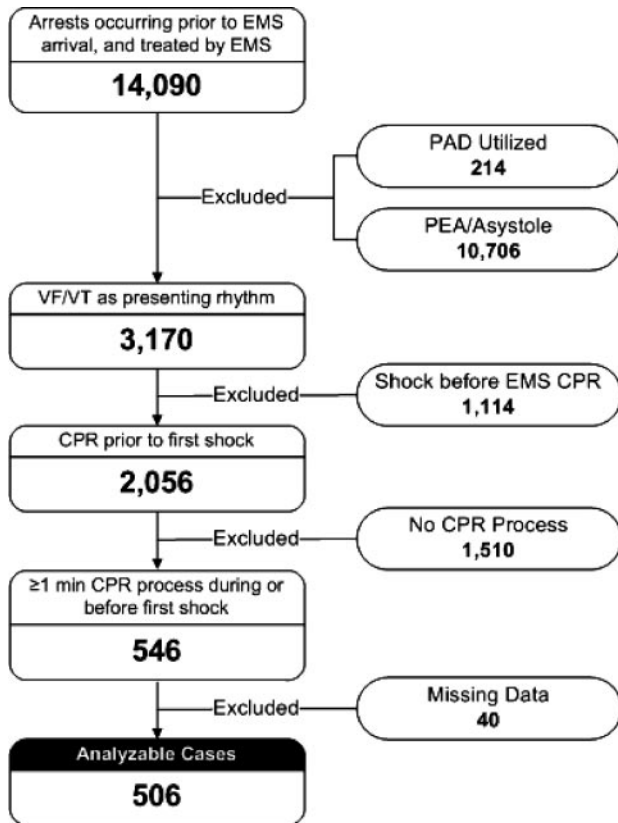 Arrests occurring prior to EMS
arrival, and treated by EMS
14,090
PAD Utilized
214
Excluded
PEA/Asystole
10,706
VF/VT as presenting rhythm
3,170
Shock before EMS CPR
1,114
Excluded
CPR prior to first shock
2,056
No CPR Process
1,510
Excluded
≥1 min CPR process during or
before first shock
546
Missing Data
40
Excluded
Analyzable Cases
506